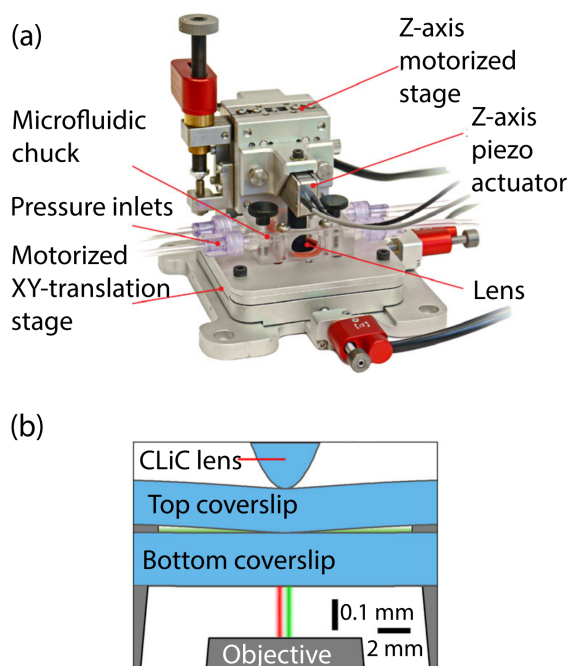 (a)
Z-axis
motorized
stage
Microfluidic
chuck
Z-axis
piezo
actuator
Pressure inlets
Motorized
XY-translation
stage
Lens
(b)
CLiC lens
Top coverslip
Bottom coverslip
0.1 mm
2 mm
Objective